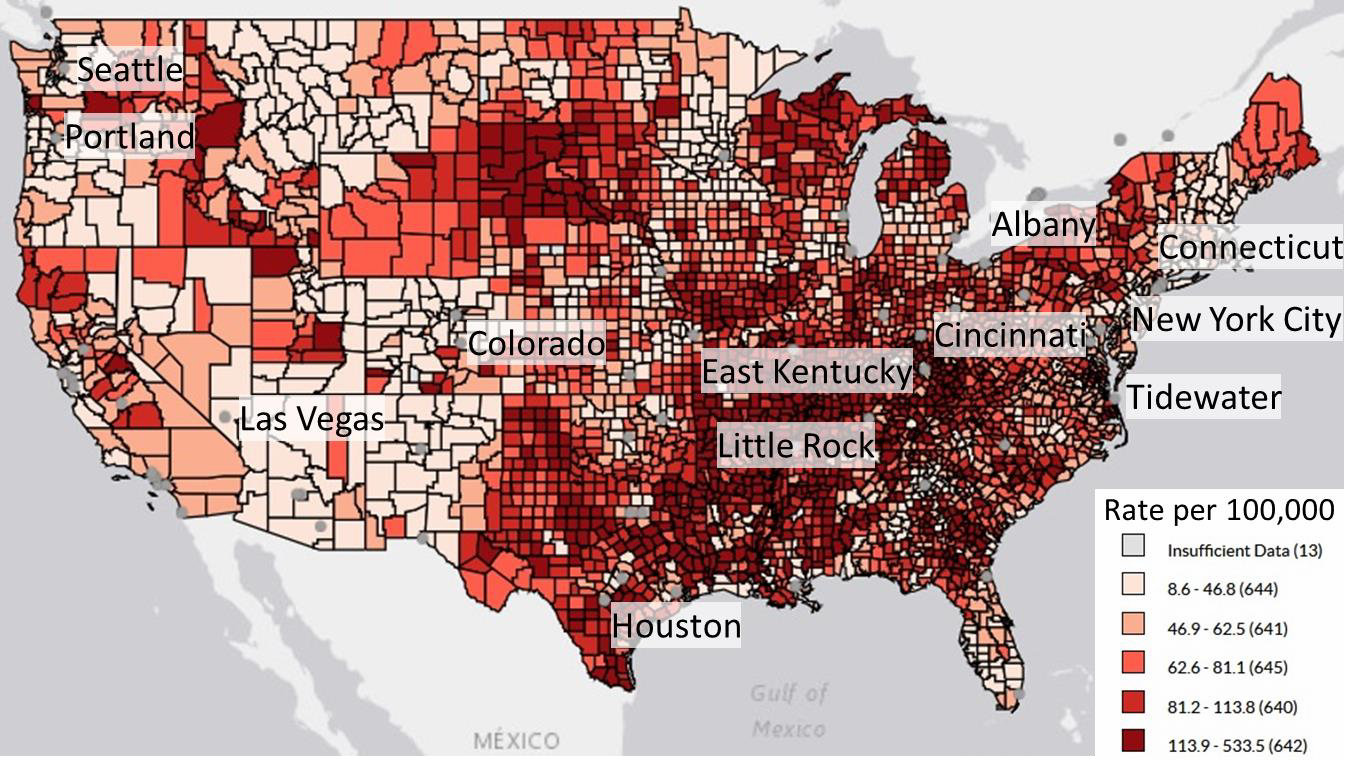 Seattle
Portland
Albany
Connecticut
New York City
Cincinnati
Colorado
East Kentucky
Tidewater
Las Vegas
Little Rock
Houston
Gulf of
Mexico
MÉXICO
Rate per 100,000
Insufficient Data (13)
8.6 - 46.8 (644)
46.9 - 62.5 (641)
62.6 - 81.1 (645)
81.2 - 113.8 (640)
113.9 - 533.5 (642)